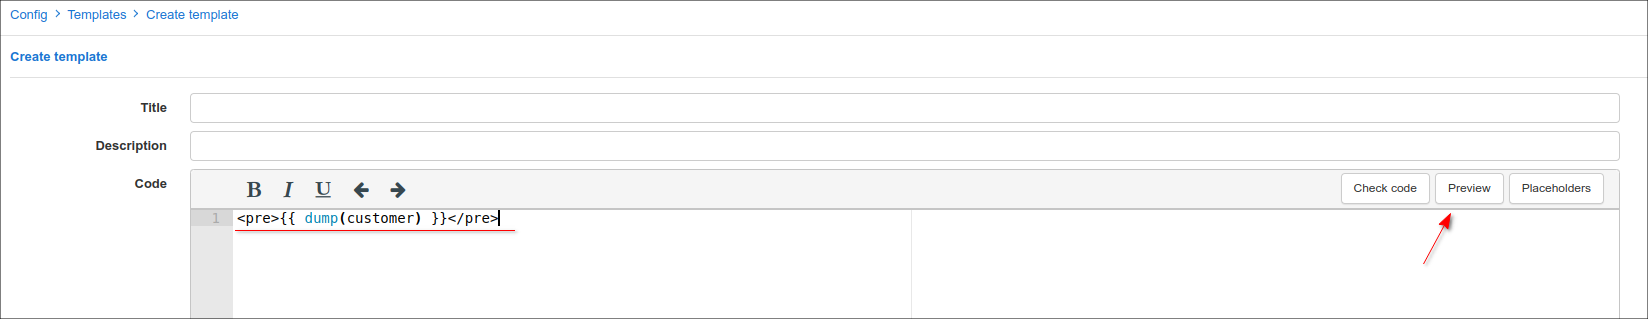 Config > Templates > Create template
Create template
Title
Description
Code
B I U
Check code Preview Placeholders
1 <pre>{{ dump(customer) }}</pre>